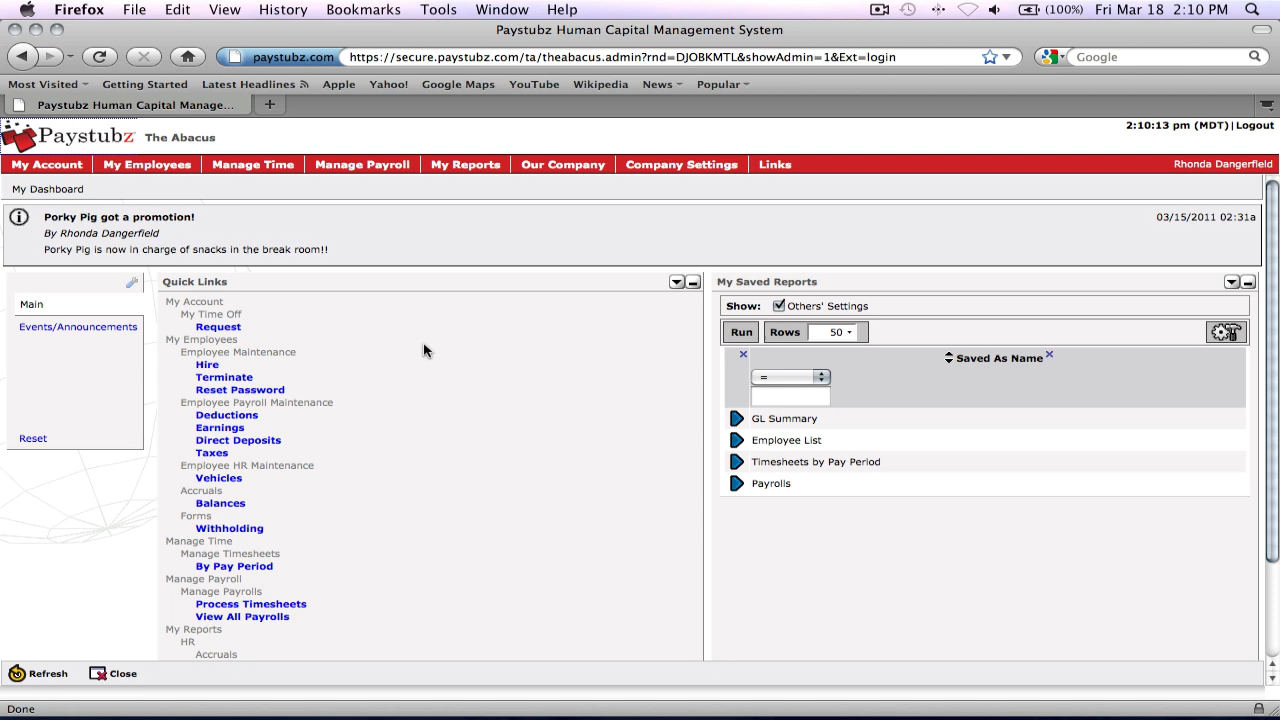 Firefox File Edit View History Bookmarks Tools Window Help (100%) Fri Mar 18 2:10 PM
Paystubz Human Capital Management System
paystubz.com https://secure.paystubz.com/ta/theabacus.admin?rnd=DJOBKMTL&showAdmin=1&Ext=login Google
Most Visited Getting Started Latest Headlines Apple Yahoo! Google Maps YouTube Wikipedia News Popular
Paystubz Human Capital Manage...
Paystubz The Abacus 2:10:13 pm (MDT)|Logout
My Account My Employees Manage Time Manage Payroll My Reports Our Company Company Settings Links Rhonda Dangerfield
My Dashboard
Porky Pig got a promotion! 03/15/2011 02:31a
By Rhonda Dangerfield
Porky Pig is now in charge of snacks in the break room!!
Main
Events/Announcements
Reset
Quick Links
My Account
My Time Off
Request
My Employees
Employee Maintenance
Hire
Terminate
Reset Password
Employee Payroll Maintenance
Deductions
Earnings
Direct Deposits
Taxes
Employee HR Maintenance
Vehicles
Accruals
Balances
Forms
Withholding
Manage Time
Manage Timesheets
By Pay Period
Manage Payroll
Manage Payrolls
Process Timesheets
View All Payrolls
My Reports
HR
Accruals
My Saved Reports
Show: Others' Settings
Run Rows 50
Saved As Name
=
GL Summary
Employee List
Timesheets by Pay Period
Payrolls
Refresh Close
Done